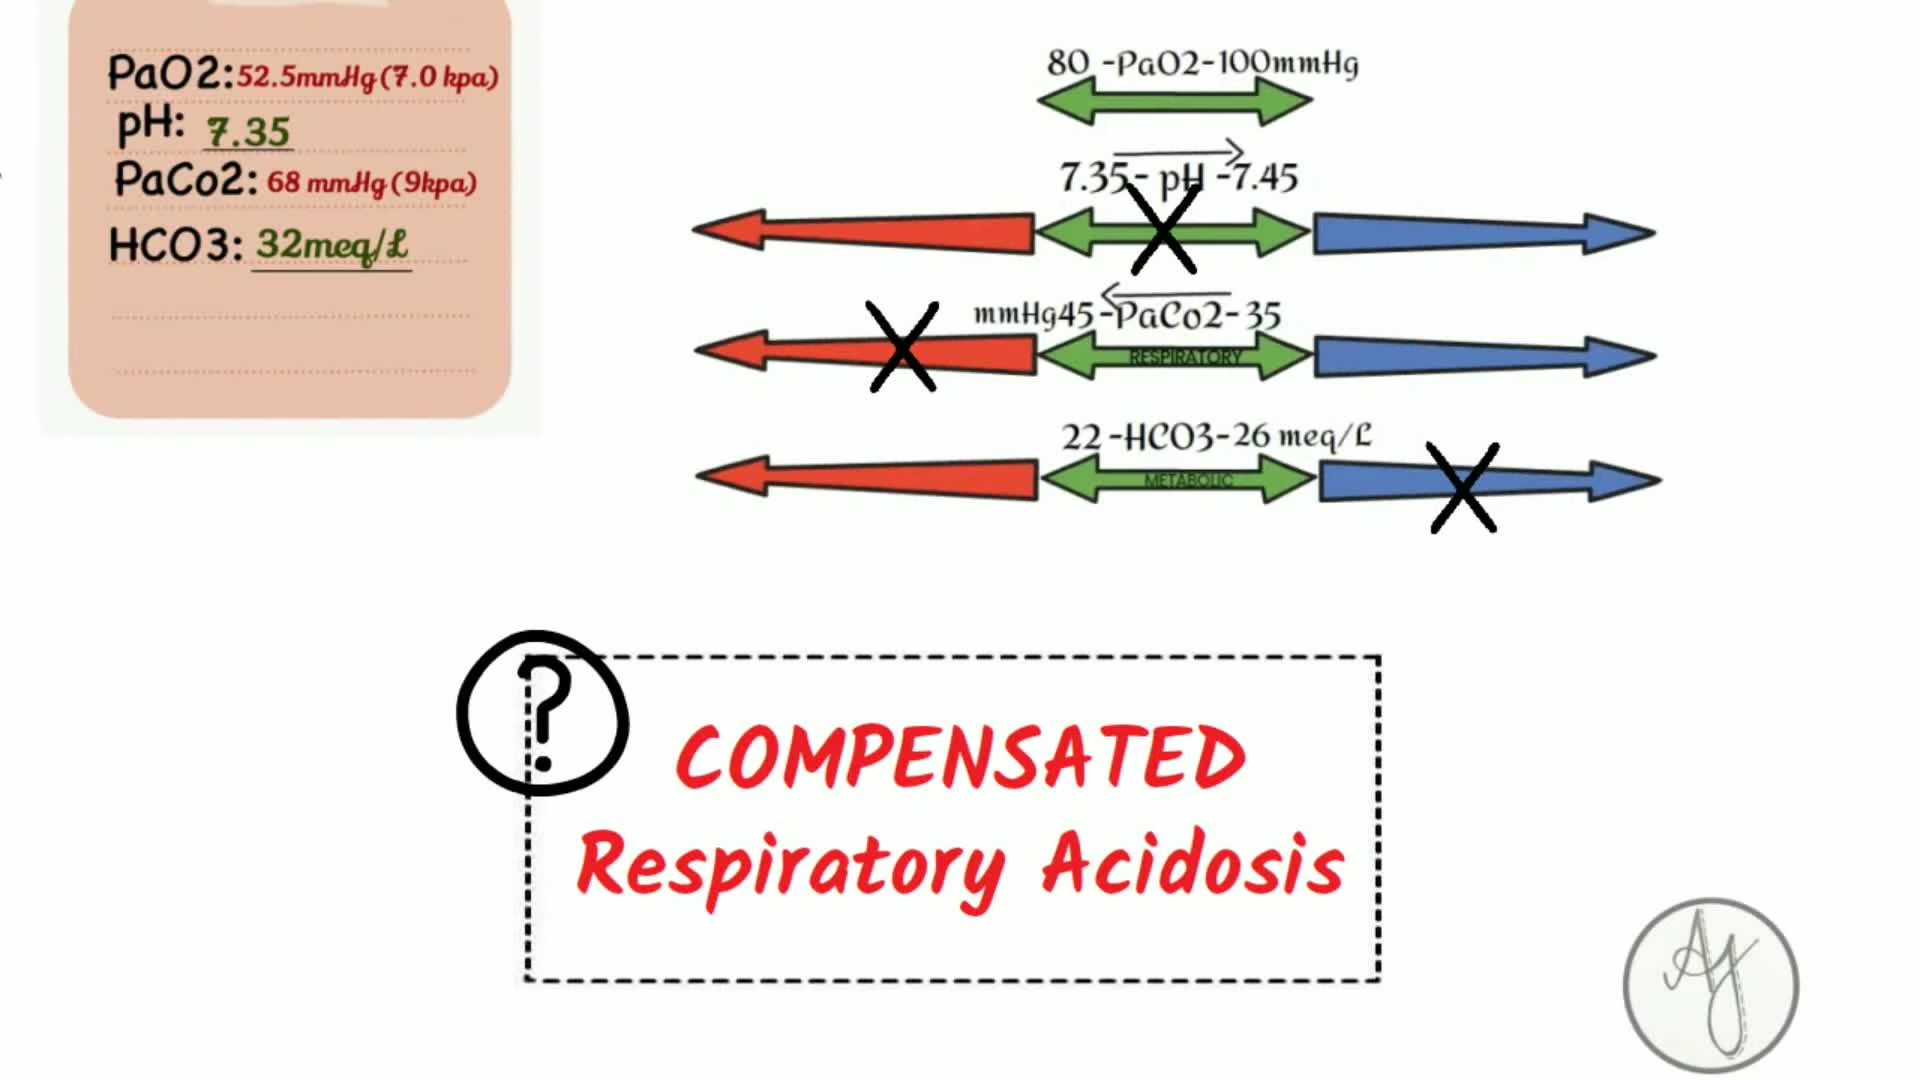 PaO2: 52.5mmHg (7.0 kpa)
pH: 7.35
PaCo2: 68 mmHg (9kpa)
HCO3: 32meq/L
80 -PaO2-100mmHg
7.35- pH -7.45
mmHg45-PaCo2-35
RESPIRATORY
22-HCO3-26 meq/L
METABOLIC
?
COMPENSATED
Respiratory Acidosis
AY